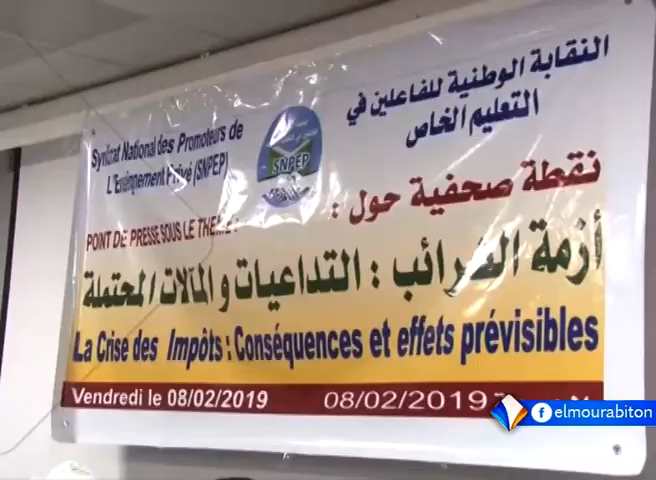 النقابة الوطنية للفاعلين في
التعليم الخاص
Syndicat National des Promoteurs de
L'Enseignement Privé (SNPEP)
SNPEP
نقطة صحفية حول :
POINT DE PRESSE SOUS LE THEME :
أزمة الضرائب : التداعيات و المآلات المحتملة
La Crise des Impôts : Conséquences et effets prévisibles
Vendredi le 08/02/2019
08/02/2019
elmourabiton